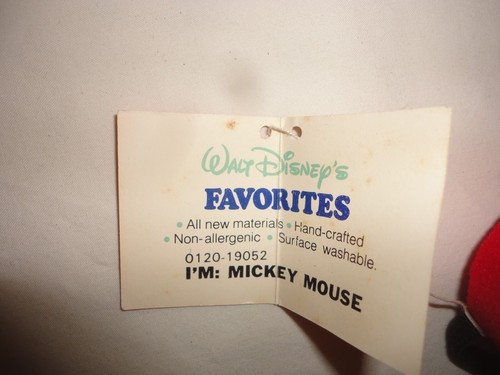 WALT DISNEY'S
FAVORITES
• All new materials • Hand-crafted
• Non-allergenic • Surface washable.
0120-19052
I'M: MICKEY MOUSE